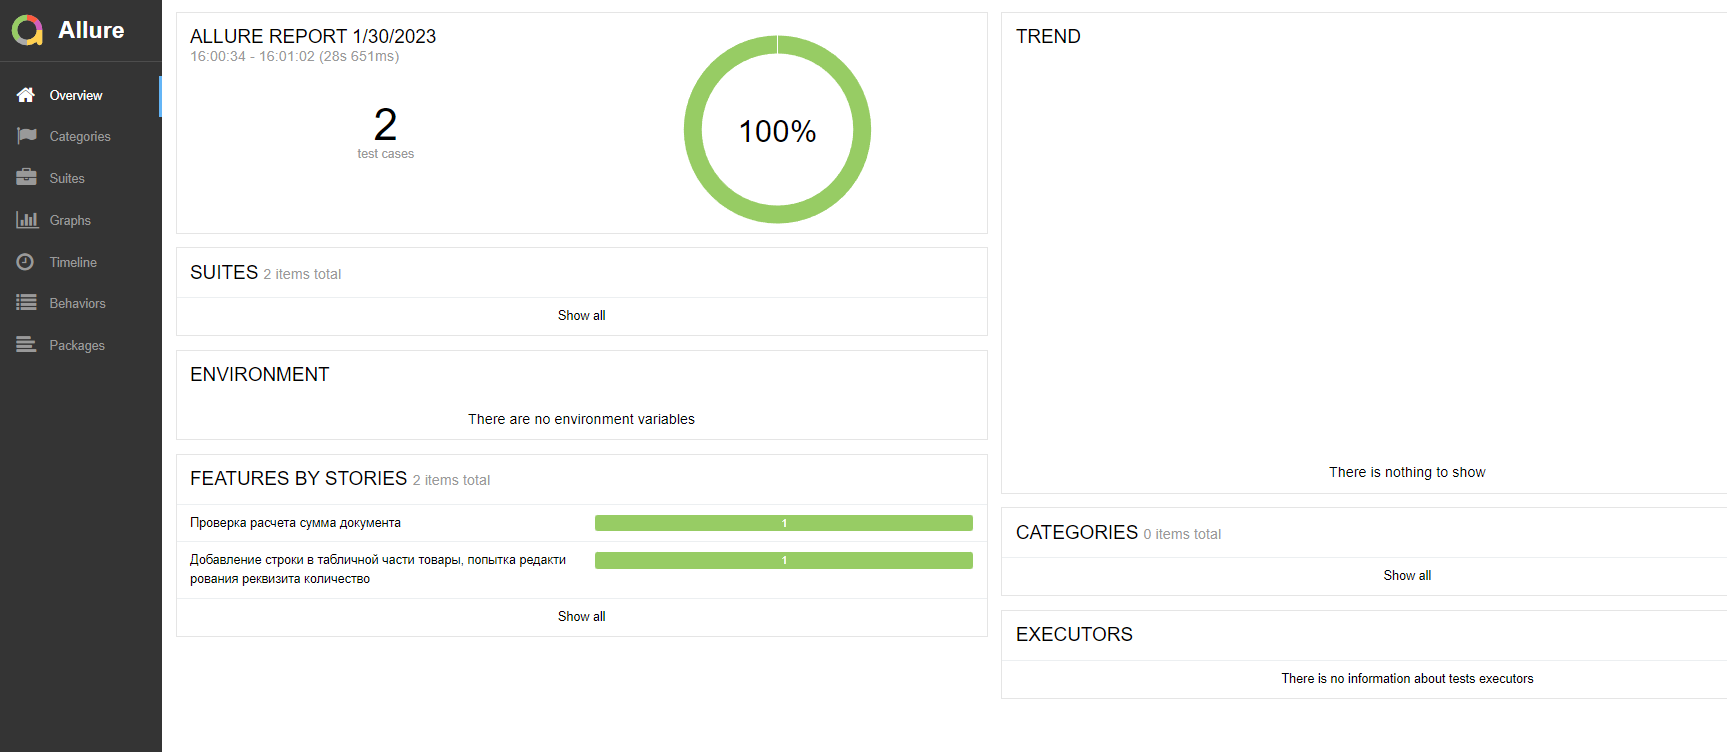 Allure
Overview
Categories
Suites
Graphs
Timeline
Behaviors
Packages
ALLURE REPORT 1/30/2023
16:00:34 - 16:01:02 (28s 651ms)
2
test cases
100%
SUITES 2 items total
Show all
ENVIRONMENT
There are no environment variables
FEATURES BY STORIES 2 items total
Проверка расчета сумма документа
1
Добавление строки в табличной части товары, попытка редакти
рования реквизита количество
1
Show all
TREND
There is nothing to show
CATEGORIES 0 items total
Show all
EXECUTORS
There is no information about tests executors